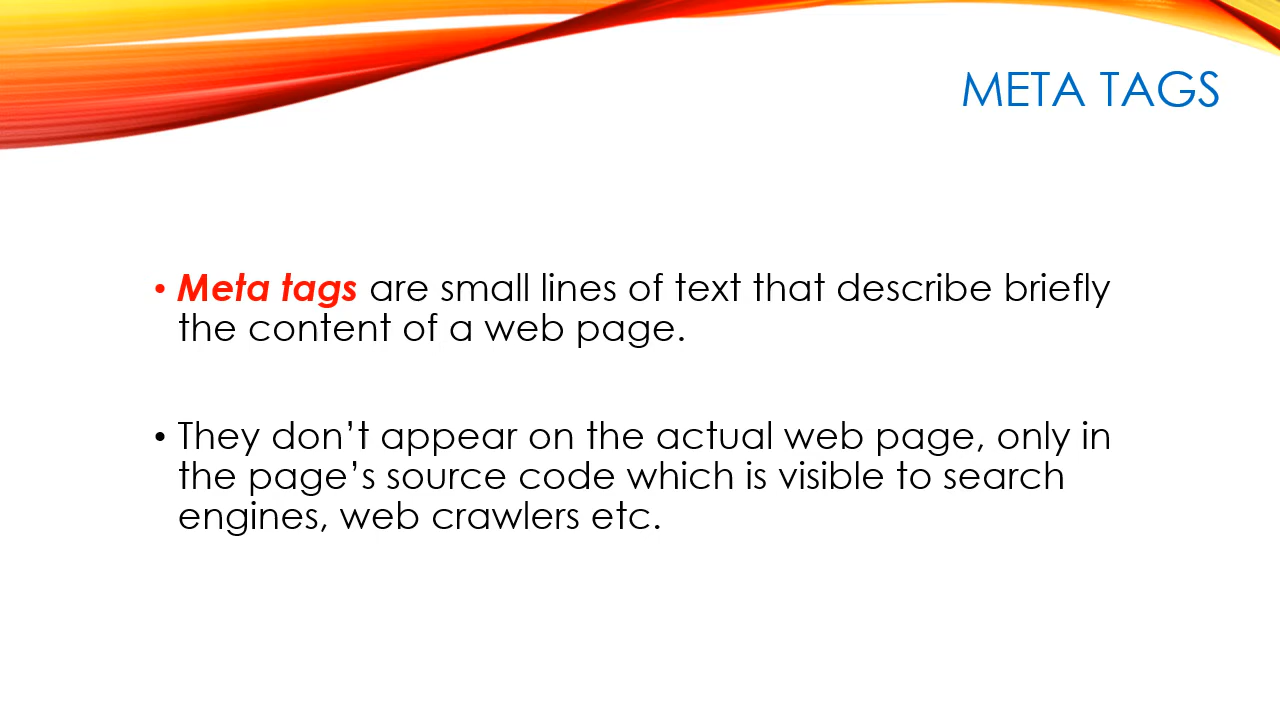 META TAGS
• Meta tags are small lines of text that describe briefly
the content of a web page.
• They don’t appear on the actual web page, only in
the page’s source code which is visible to search
engines, web crawlers etc.